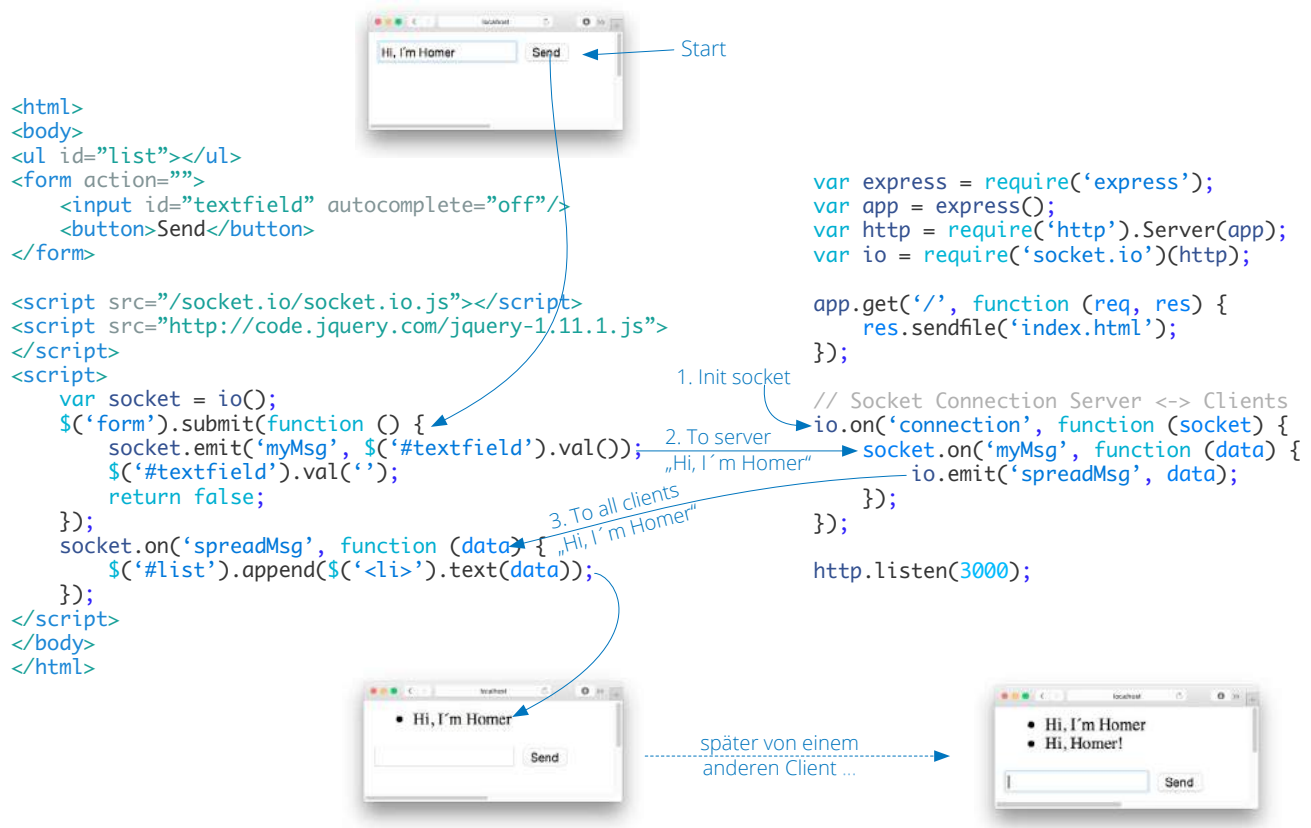 localhost
Hi, I´m Homer
Send
Start
<html>
<body>
<ul id=”list”></ul>
<form action=””>
    <input id=”textfield” autocomplete=”off”/>
    <button>Send</button>
</form>
<script src=”/socket.io/socket.io.js”></script>
<script src=”http://code.jquery.com/jquery-1.11.1.js”>
</script>
<script>
    var socket = io();
    $(‘form’).submit(function () {
        socket.emit(‘myMsg’, $(‘#textfield’).val());
        $(‘#textfield’).val(‘’);
        return false;
    });
    socket.on(‘spreadMsg’, function (data) {
        $(‘#list’).append($(‘<li>’).text(data));
    });
</script>
</body>
</html>
1. Init socket
2. To server
„Hi, I´m Homer“
3. To all clients
„Hi, I´m Homer“
var express = require(‘express’);
var app = express();
var http = require(‘http’).Server(app);
var io = require(‘socket.io’)(http);
app.get(‘/’, function (req, res) {
    res.sendfile(‘index.html’);
});
// Socket Connection Server <-> Clients
io.on(‘connection’, function (socket) {
    socket.on(‘myMsg’, function (data) {
        io.emit(‘spreadMsg’, data);
    });
});
http.listen(3000);
localhost
• Hi, I´m Homer
Send
später von einem
anderen Client ...
localhost
• Hi, I´m Homer
• Hi, Homer!
Send